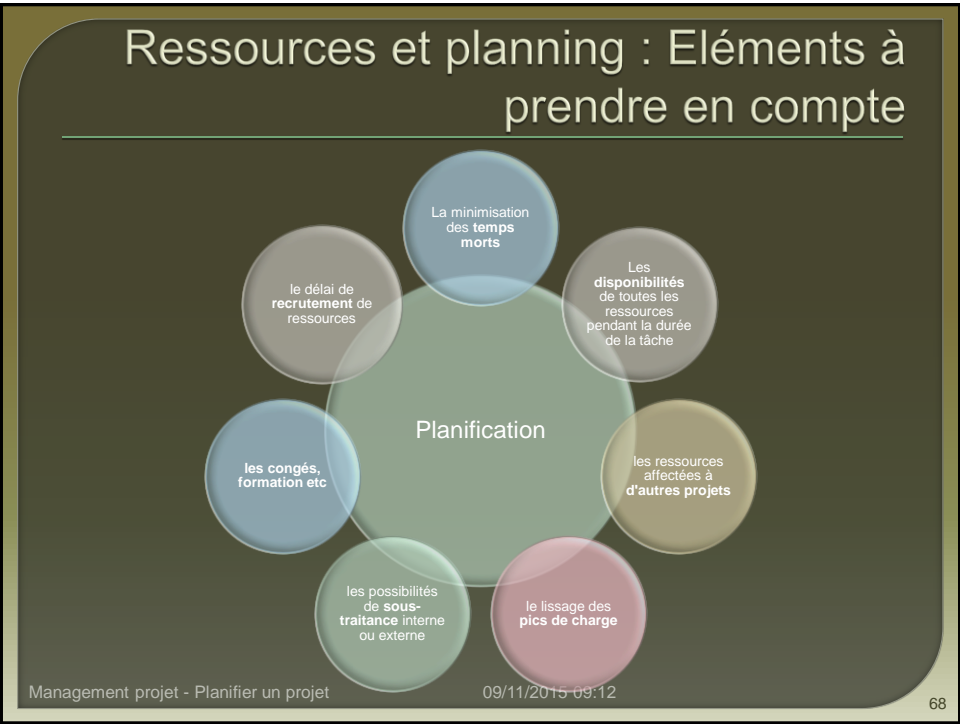 Ressources et planning : Eléments à
prendre en compte
La minimisation
des temps
morts
Les
disponibilités
de toutes les
ressources
pendant la durée
de la tâche
les ressources
affectées à
d'autres projets
le lissage des
pics de charge
les possibilités
de sous-
traitance interne
ou externe
les congés,
formation etc
le délai de
recrutement de
ressources
Planification
Management projet - Planifier un projet
09/11/2015 09:12
68